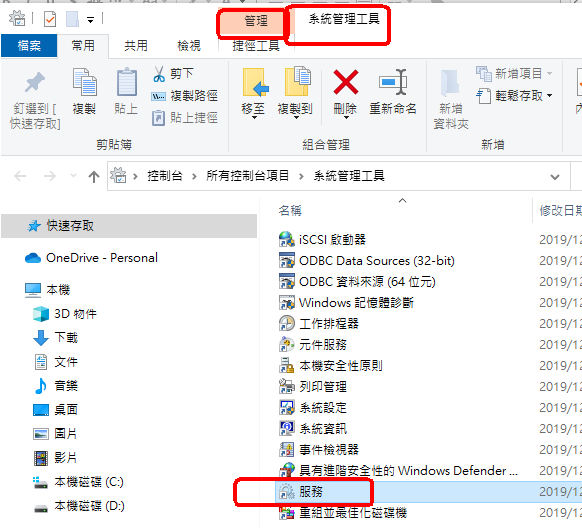 管理
系統管理工具
檔案
常用
共用
檢視
捷徑工具
釘選到 [
快速存取]
複製
貼上
剪下
複製路徑
貼上捷徑
剪貼簿
移至
複製到
刪除
重新命名
組合管理
新增
資料夾
新增項目
輕鬆存取
新增
控制台 › 所有控制台項目 › 系統管理工具
快速存取
OneDrive - Personal
本機
3D 物件
下載
文件
音樂
桌面
圖片
影片
本機磁碟 (C:)
本機磁碟 (D:)
名稱
修改日期
iSCSI 啟動器
2019/12
ODBC Data Sources (32-bit)
2019/12
ODBC 資料來源 (64 位元)
2019/12
Windows 記憶體診斷
2019/12
工作排程器
2019/12
元件服務
2019/12
本機安全性原則
2019/12
列印管理
2019/12
系統設定
2019/12
系統資訊
2019/12
事件檢視器
2019/12
具有進階安全性的 Windows Defender ...
2019/12
服務
2019/12
重組並最佳化磁碟機
2019/12